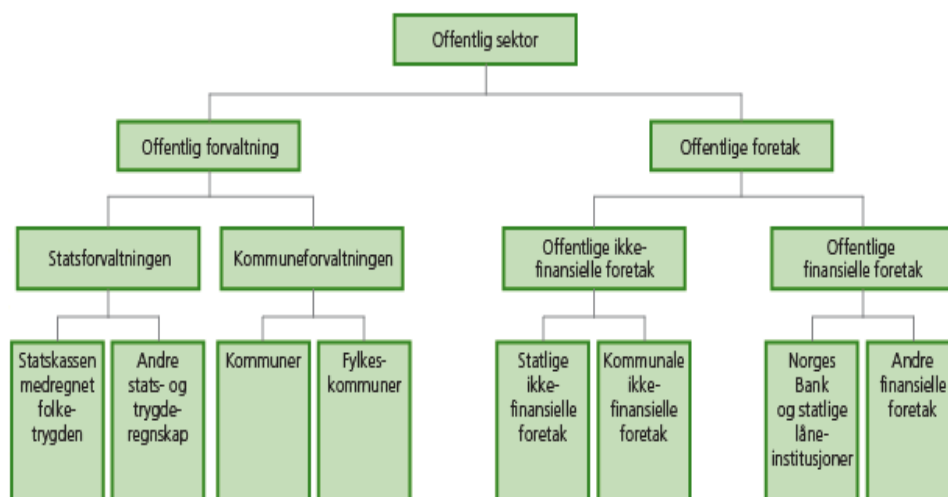 Offentlig sektor
Offentlig forvaltning
Offentlige foretak
Statsforvaltningen
Kommuneforvaltningen
Offentlige ikke-
finansielle foretak
Offentlige
finansielle foretak
Statskassen
medregnet
folke-
trygden
Andre
stats- og
trygde-
regnskap
Kommuner
Fylkes-
kommuner
Statlige
ikke-
finansielle
foretak
Kommunale
ikke-
finansielle
foretak
Norges
Bank
og statlige
låne-
institusjoner
Andre
finansielle
foretak